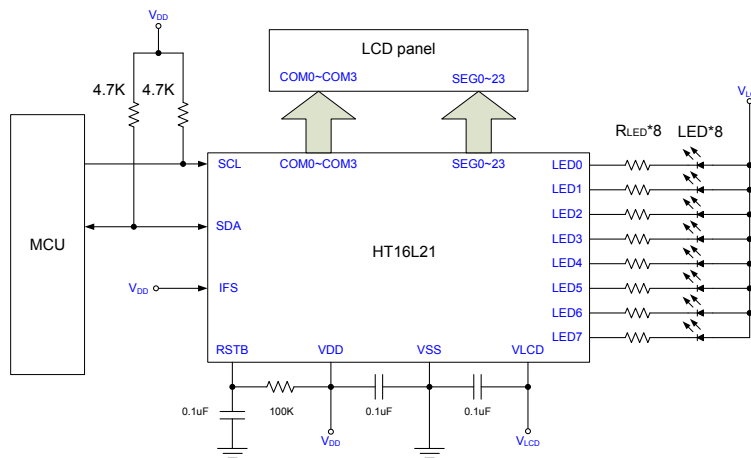 VDD
LCD panel
COM0~COM3 SEG0~23
4.7K 4.7K
VLC
RLED*8 LED*8
SCL COM0~COM3 SEG0~23 LED0
LED1
LED2
MCU SDA HT16L21 LED3
LED4
VDD IFS LED5
LED6
LED7
RSTB VDD VSS VLCD
0.1uF 100K 0.1uF 0.1uF
VDD VLCD